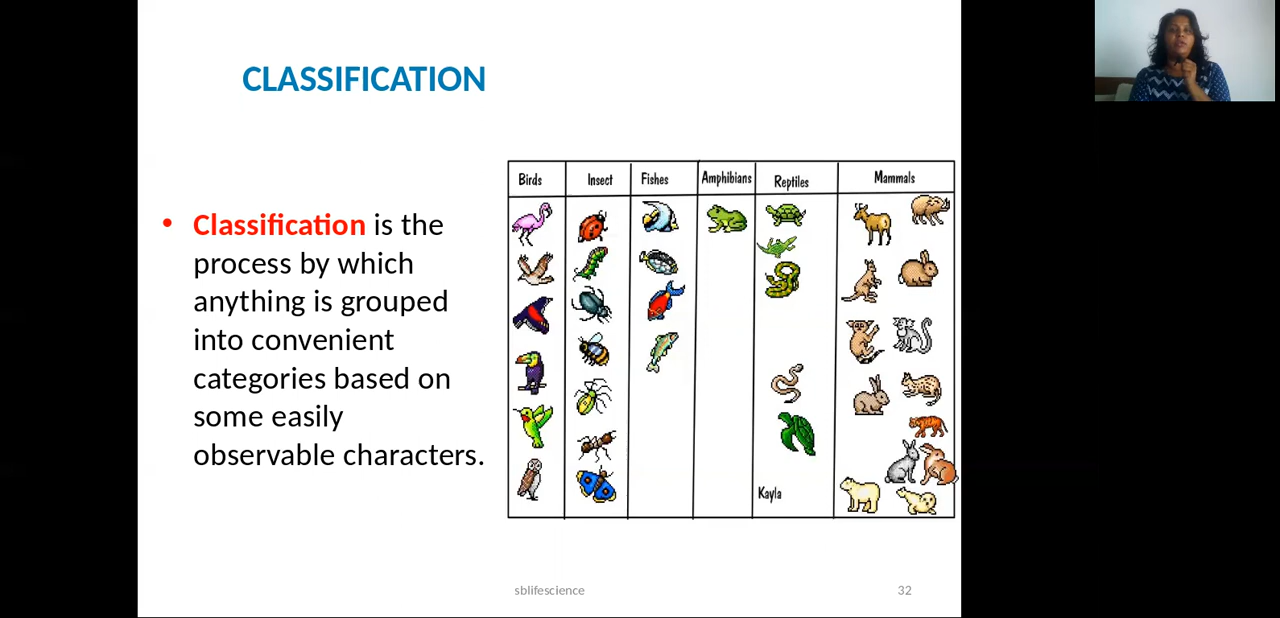 CLASSIFICATION
• Classification is the
process by which
anything is grouped
into convenient
categories based on
some easily
observable characters.
Birds Insect Fishes Amphibians Reptiles Mammals
Kayla
sblifescience 32